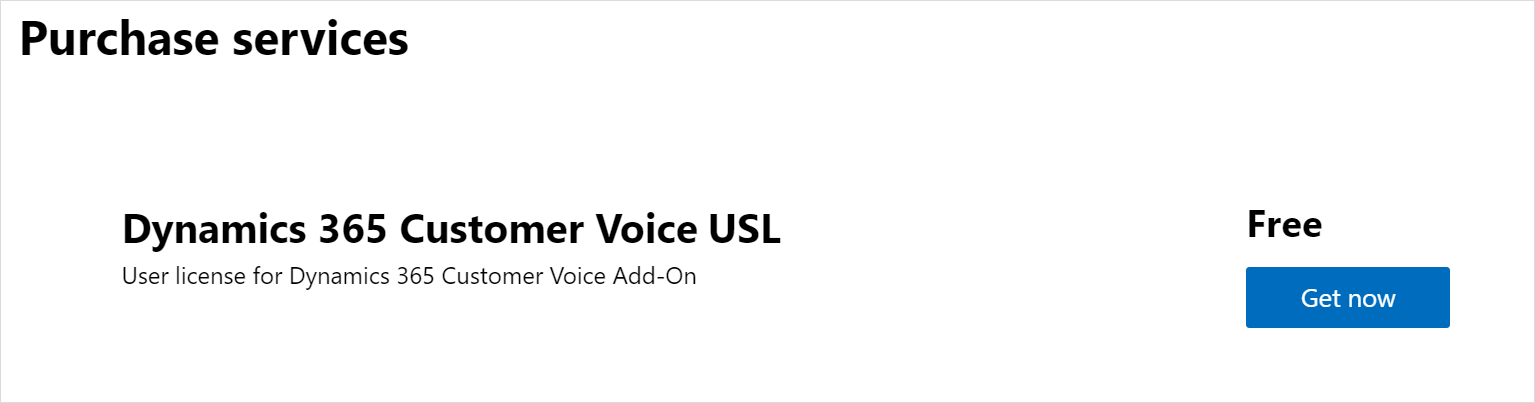 Purchase services
Dynamics 365 Customer Voice USL
Free
User license for Dynamics 365 Customer Voice Add-On
Get now